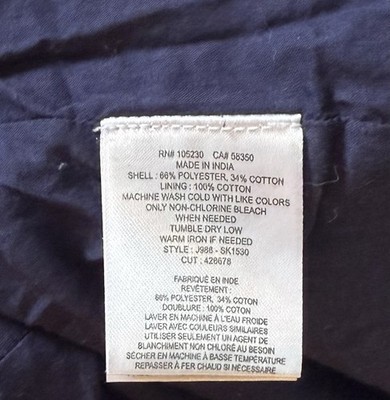 RN# 105230 CA# 58350
MADE IN INDIA
SHELL : 66% POLYESTER, 34% COTTON
LINING : 100% COTTON
MACHINE WASH COLD WITH LIKE COLORS
ONLY NON-CHLORINE BLEACH
WHEN NEEDED
TUMBLE DRY LOW
WARM IRON IF NEEDED
STYLE : J986 - SK1530
CUT : 428678
FABRIQUÉ EN INDE
REVÊTEMENT :
66% POLYESTER, 34% COTON
DOUBLURE : 100% COTON
LAVER EN MACHINE À L'EAU FROIDE
LAVER AVEC COULEURS SIMILAIRES
UTILISER SEULEMENT UN AGENT DE
BLANCHIMENT NON CHLORÉ AU BESOIN
SÉCHER EN MACHINE À BASSE TEMPÉRATURE
REPASSER À FER CHAUD SI NÉCESSAIRE